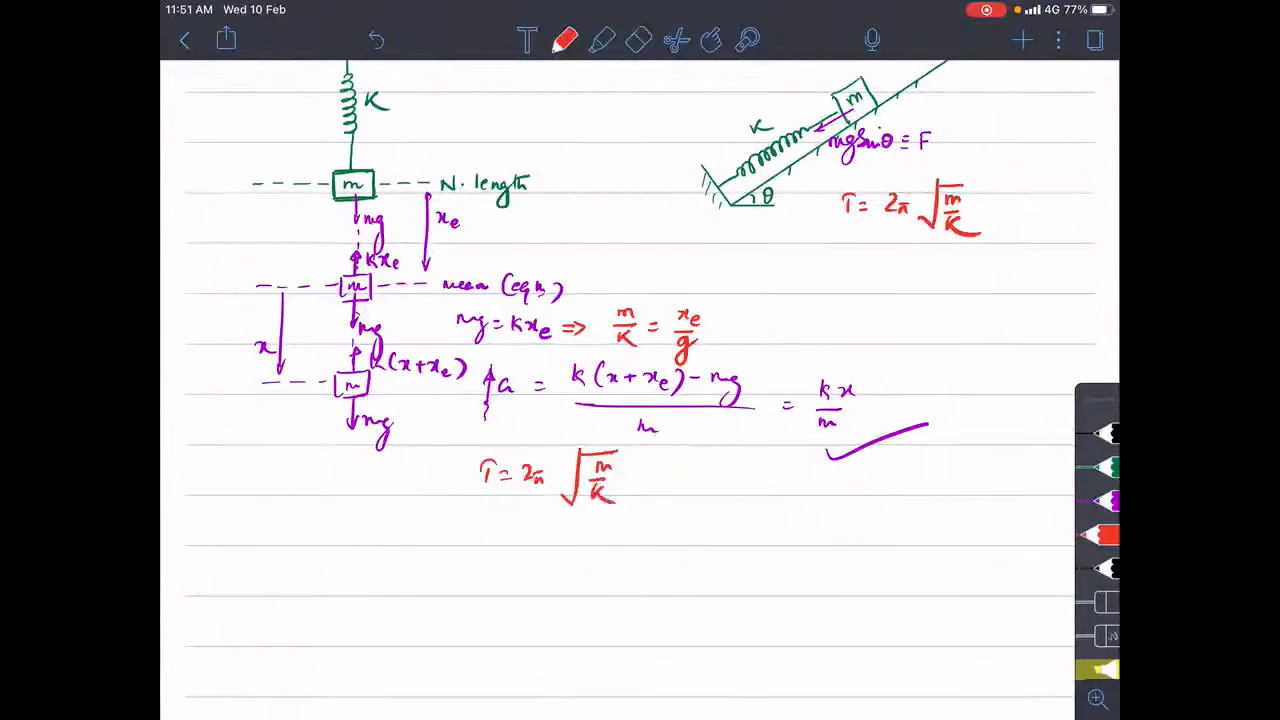 11:51 AM Wed 10 Feb
4G 77%
T
K
m
N. length
mg
xe
kxe
m
mean (eqm)
mg
mg = kxe ⇒ m/K = xe/g
x
k(x+xe)
m
mg
a = k(x+xe) - mg / m = kx/m
T = 2π √m/K
K
m
mg sinθ = F
θ
T = 2π √m/K